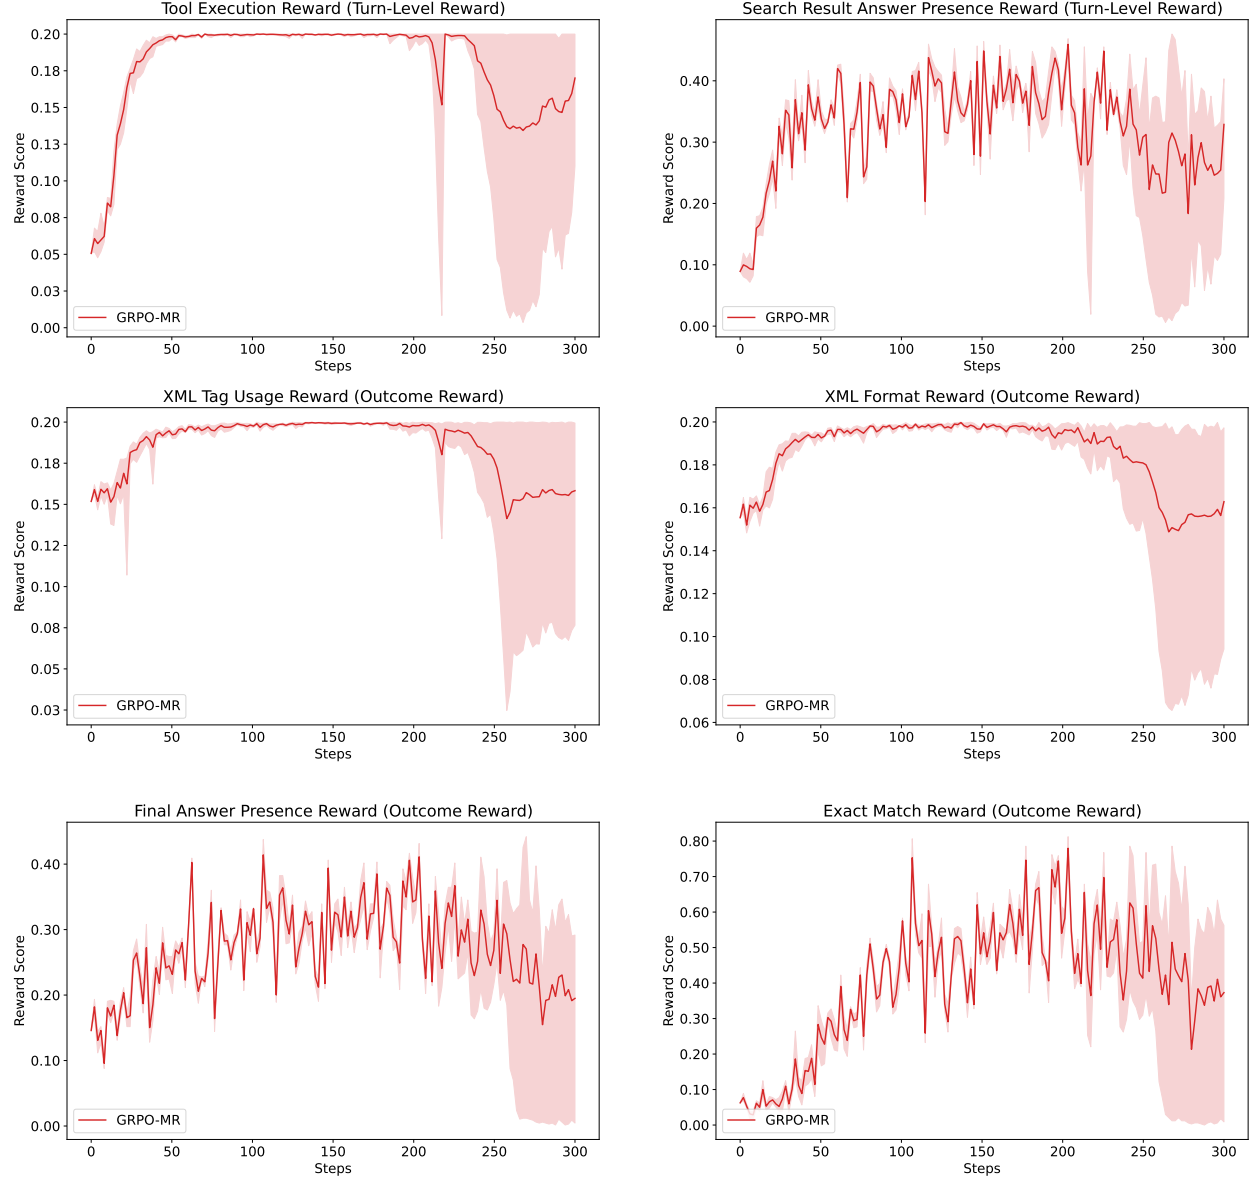 Tool Execution Reward (Turn-Level Reward)
Reward Score
0.20
0.18
0.15
0.13
0.10
0.08
0.05
0.03
0.00
GRPO-MR
0 50 100 150 200 250 300
Steps
Search Result Answer Presence Reward (Turn-Level Reward)
Reward Score
0.40
0.30
0.20
0.10
0.00
GRPO-MR
0 50 100 150 200 250 300
Steps
XML Tag Usage Reward (Outcome Reward)
Reward Score
0.20
0.18
0.15
0.12
0.10
0.08
0.05
0.03
GRPO-MR
0 50 100 150 200 250 300
Steps
XML Format Reward (Outcome Reward)
Reward Score
0.20
0.18
0.16
0.14
0.12
0.10
0.08
0.06
GRPO-MR
0 50 100 150 200 250 300
Steps
Final Answer Presence Reward (Outcome Reward)
Reward Score
0.40
0.30
0.20
0.10
0.00
GRPO-MR
0 50 100 150 200 250 300
Steps
Exact Match Reward (Outcome Reward)
Reward Score
0.80
0.70
0.60
0.50
0.40
0.30
0.20
0.10
0.00
GRPO-MR
0 50 100 150 200 250 300
Steps